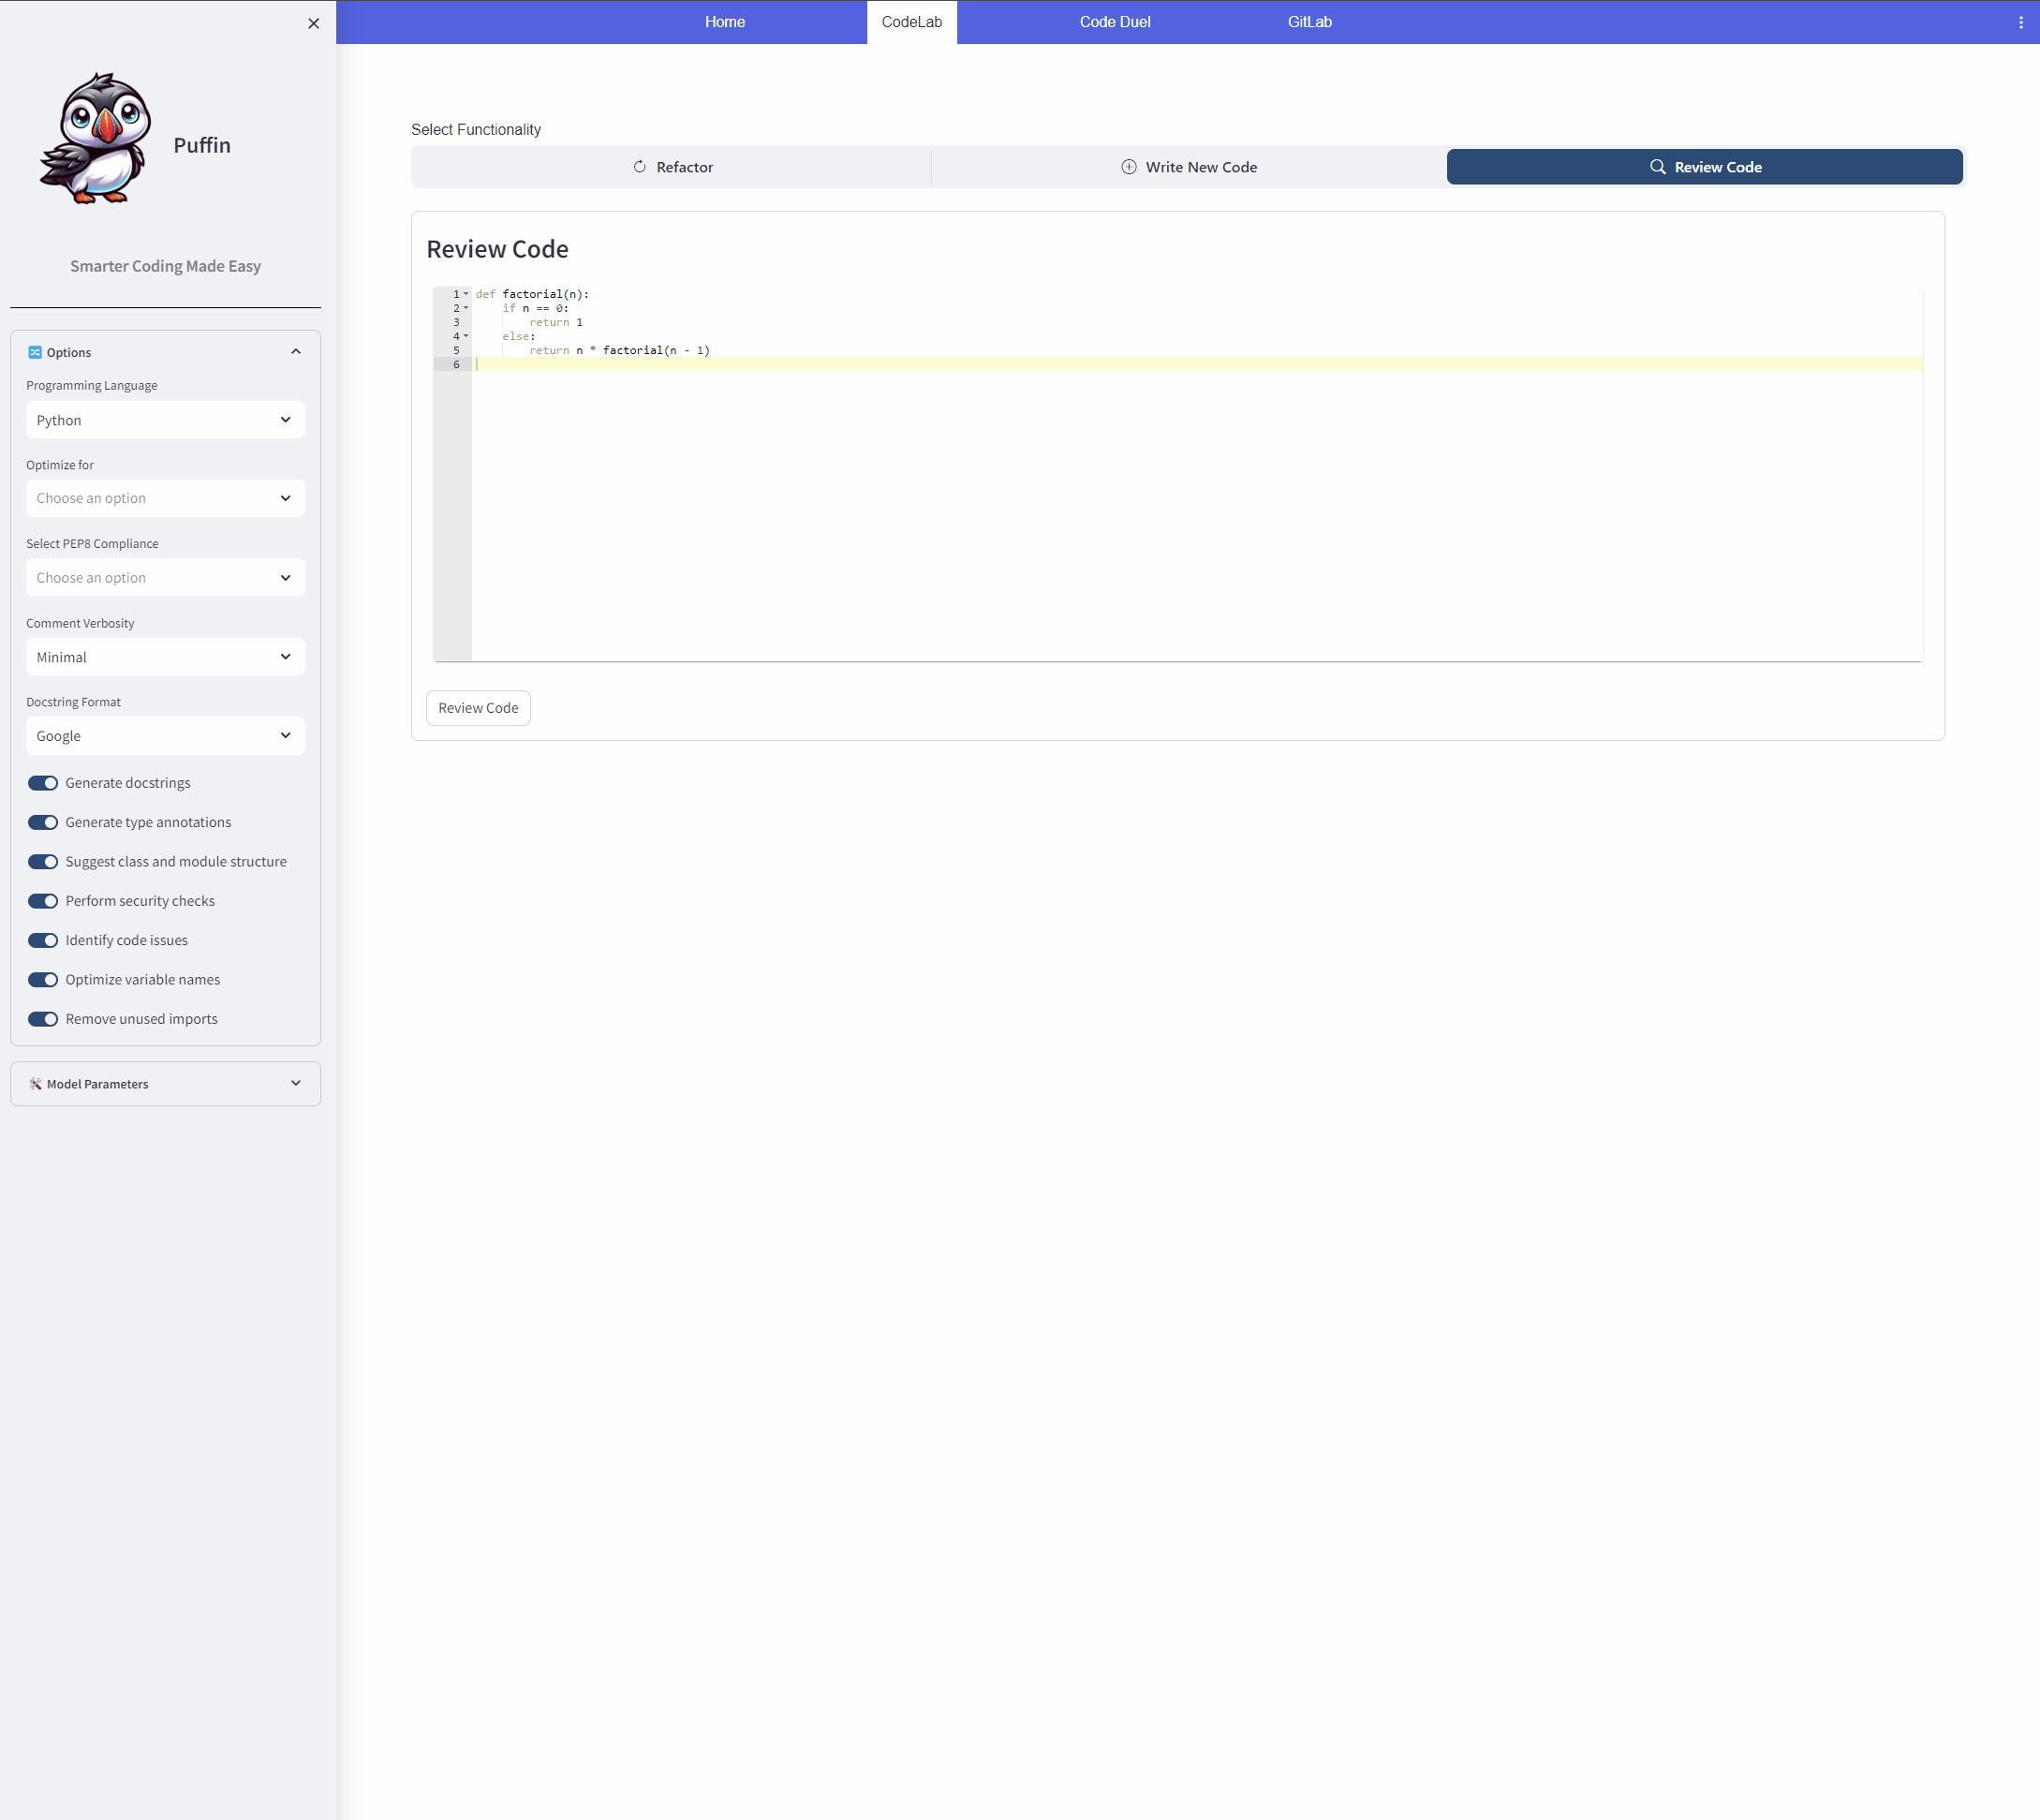 Home
CodeLab
Code Duel
GitLab
Puffin
Smarter Coding Made Easy
Options
Programming Language
Python
Optimize for
Choose an option
Select PEP8 Compliance
Choose an option
Comment Verbosity
Minimal
Docstring Format
Google
Generate docstrings
Generate type annotations
Suggest class and module structure
Perform security checks
Identify code issues
Optimize variable names
Remove unused imports
Model Parameters
Select Functionality
Refactor
Write New Code
Review Code
Review Code
1 def factorial(n):
2     if n == 0:
3         return 1
4     else:
5         return n * factorial(n - 1)
6
Review Code